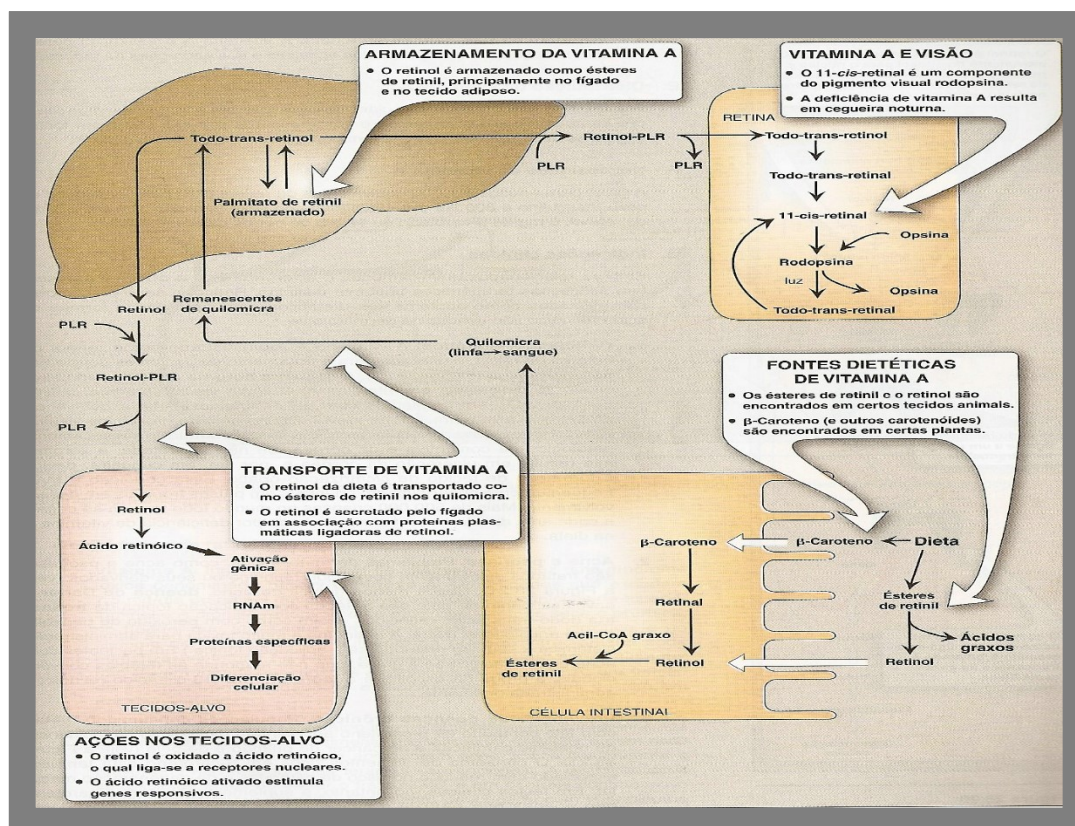 ARMAZENAMENTO DA VITAMINA A
• O retinol é armazenado como ésteres
de retinil, principalmente no fígado
e no tecido adiposo.
VITAMINA A E VISÃO
• O 11-cis-retinal é um componente
do pigmento visual rodopsina.
• A deficiência de vitamina A resulta
em cegueira noturna.
Todo-trans-retinol
Palmitato de retinil
(armazenado)
Retinol-PLR
PLR
PLR
RETINA
Todo-trans-retinol
Todo-trans-retinal
11-cis-retinal
Opsina
Rodopsina
luz
Opsina
Todo-trans-retinal
Retinol
Remanescentes
de quilomicra
PLR
Retinol-PLR
PLR
Quilomicra
(linfa→sangue)
FONTES DIETÉTICAS
DE VITAMINA A
• Os ésteres de retinil e o retinol são
encontrados em certos tecidos animais.
• β-Caroteno (e outros carotenóides)
são encontrados em certas plantas.
TRANSPORTE DE VITAMINA A
• O retinol da dieta é transportado co-
mo ésteres de retinil nos quilomicra.
• O retinol é secretado pelo fígado
em associação com proteínas plas-
máticas ligadoras de retinol.
Retinol
Ácido retinóico
Ativação
gênica
RNAm
Proteínas específicas
Diferenciação
celular
TECIDOS-ALVO
β-Caroteno
Retinal
Acil-CoA graxo
Ésteres
de retinil
Retinol
CÉLULA INTESTINAL
β-Caroteno
Dieta
Ésteres
de retinil
Ácidos
graxos
Retinol
AÇÕES NOS TECIDOS-ALVO
• O retinol é oxidado a ácido retinóico,
o qual liga-se a receptores nucleares.
• O ácido retinóico ativado estimula
genes responsivos.